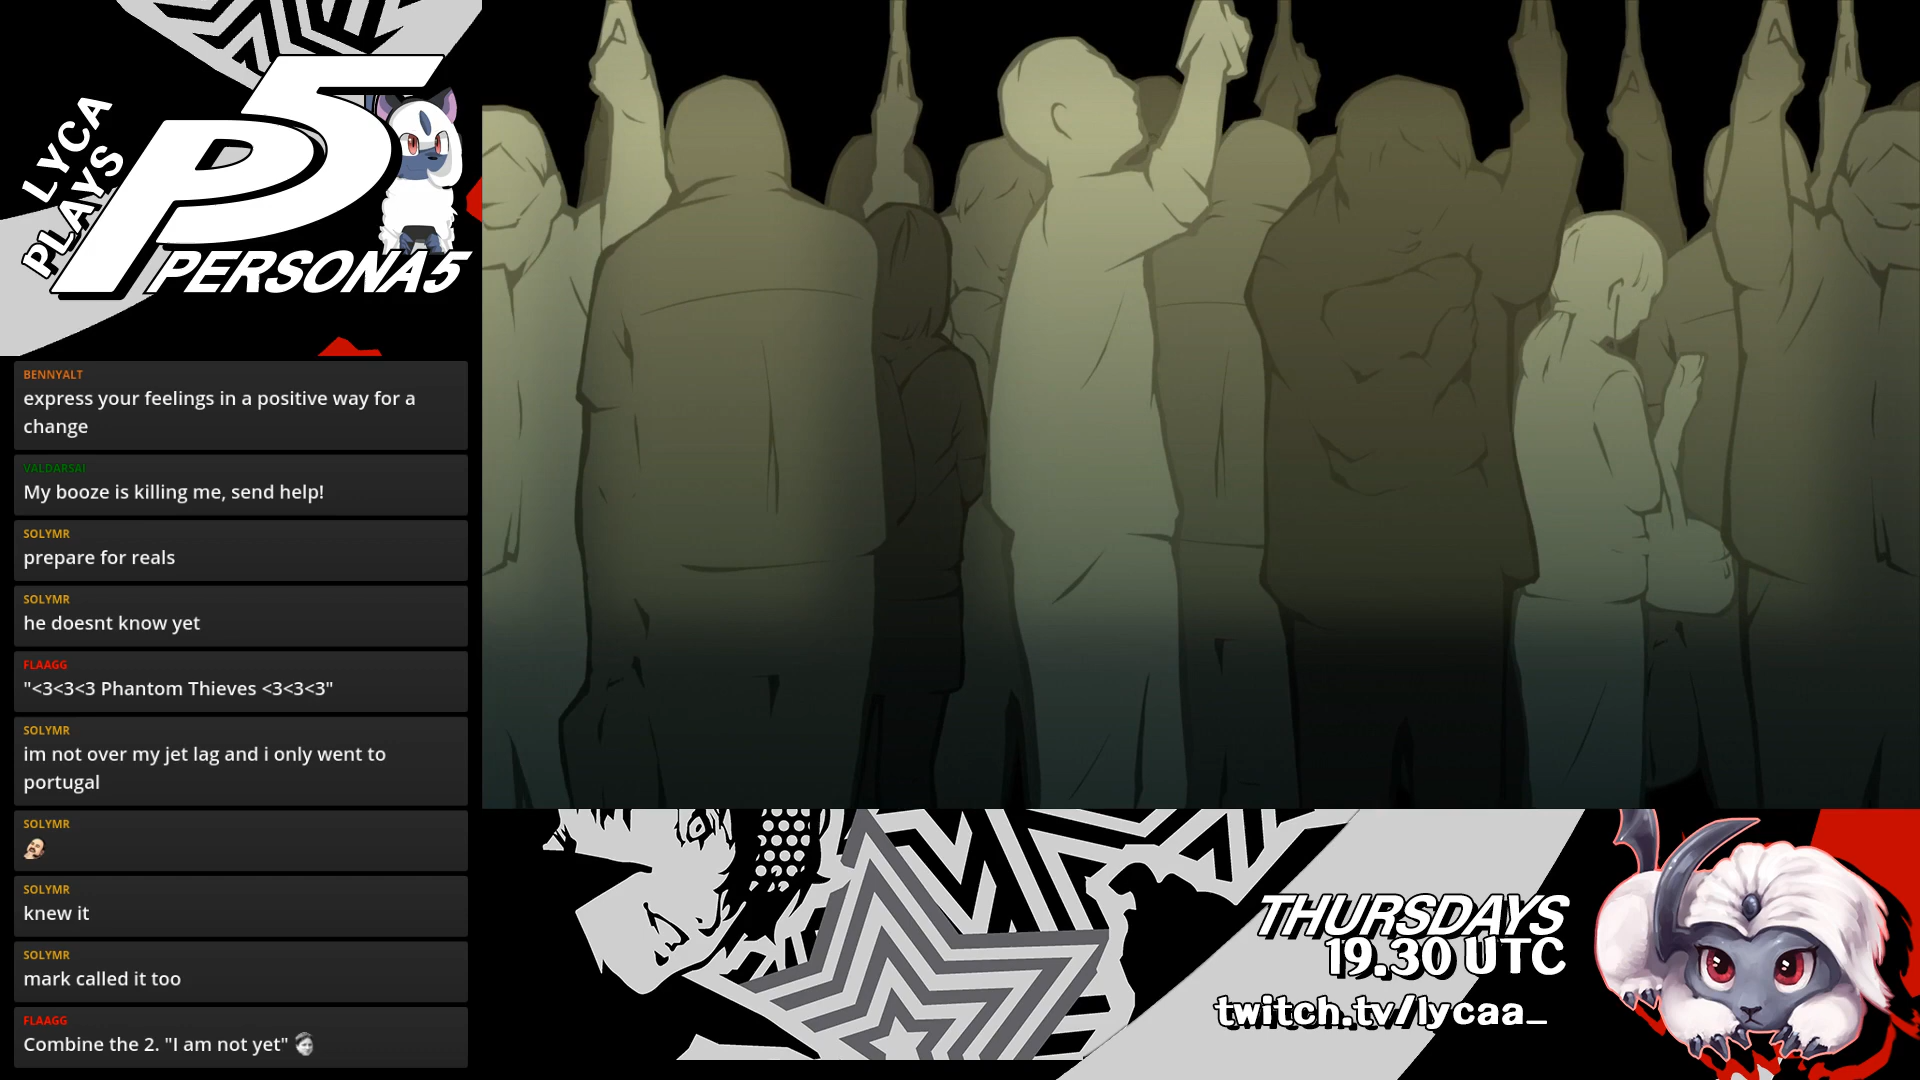 LYCA
PLAYS
P5
PERSONA5
BENNYALT
express your feelings in a positive way for a
change
VALDARSAI
My booze is killing me, send help!
SOLYMR
prepare for reals
SOLYMR
he doesnt know yet
FLAAGG
"<3<3<3 Phantom Thieves <3<3<3"
SOLYMR
im not over my jet lag and i only went to
portugal
SOLYMR
SOLYMR
knew it
SOLYMR
mark called it too
FLAAGG
Combine the 2. "I am not yet"
THURSDAYS
19.30 UTC
twitch.tv/lycaa_